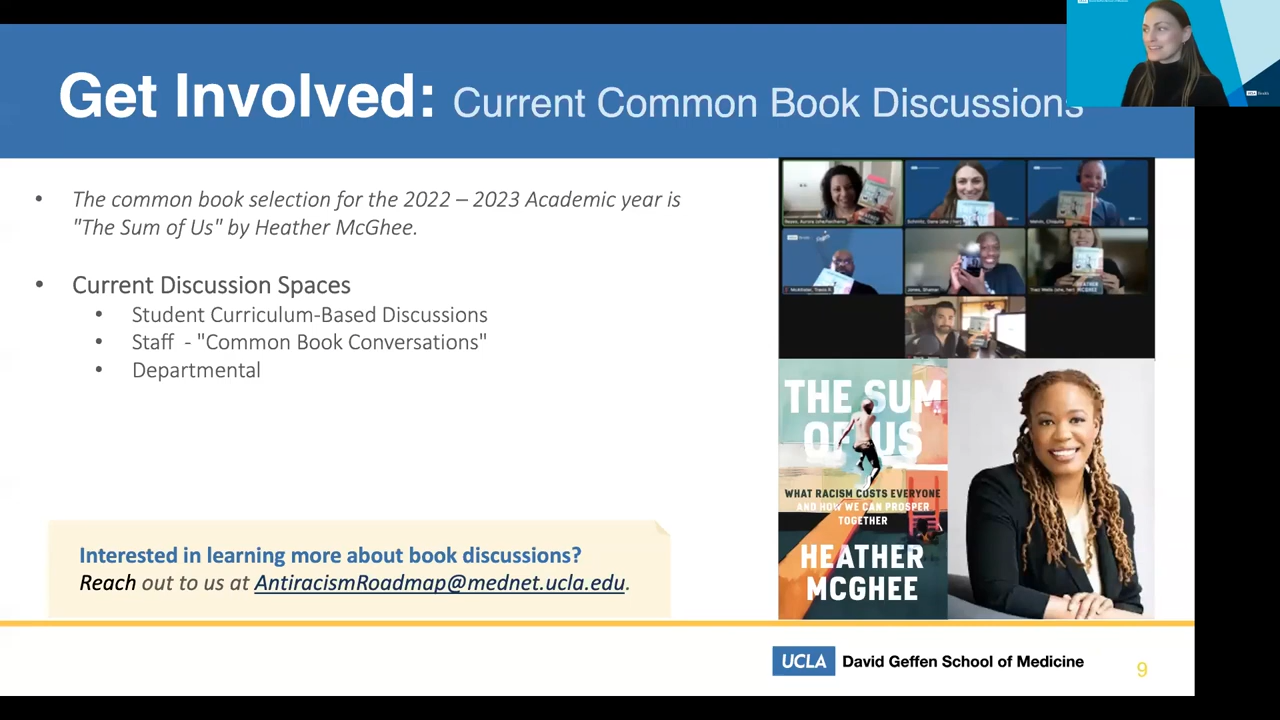 Get Involved: Current Common Book Discussions
• The common book selection for the 2022 – 2023 Academic year is
"The Sum of Us" by Heather McGhee.
• Current Discussion Spaces
• Student Curriculum-Based Discussions
• Staff - "Common Book Conversations"
• Departmental
Interested in learning more about book discussions?
Reach out to us at AntiracismRoadmap@mednet.ucla.edu.
HEATHER
MCGHEE
THE SUM
OF US
WHAT RACISM COSTS EVERYONE
AND HOW WE CAN PROSPER
TOGETHER
HEATHER
MCGHEE
UCLA David Geffen School of Medicine
9